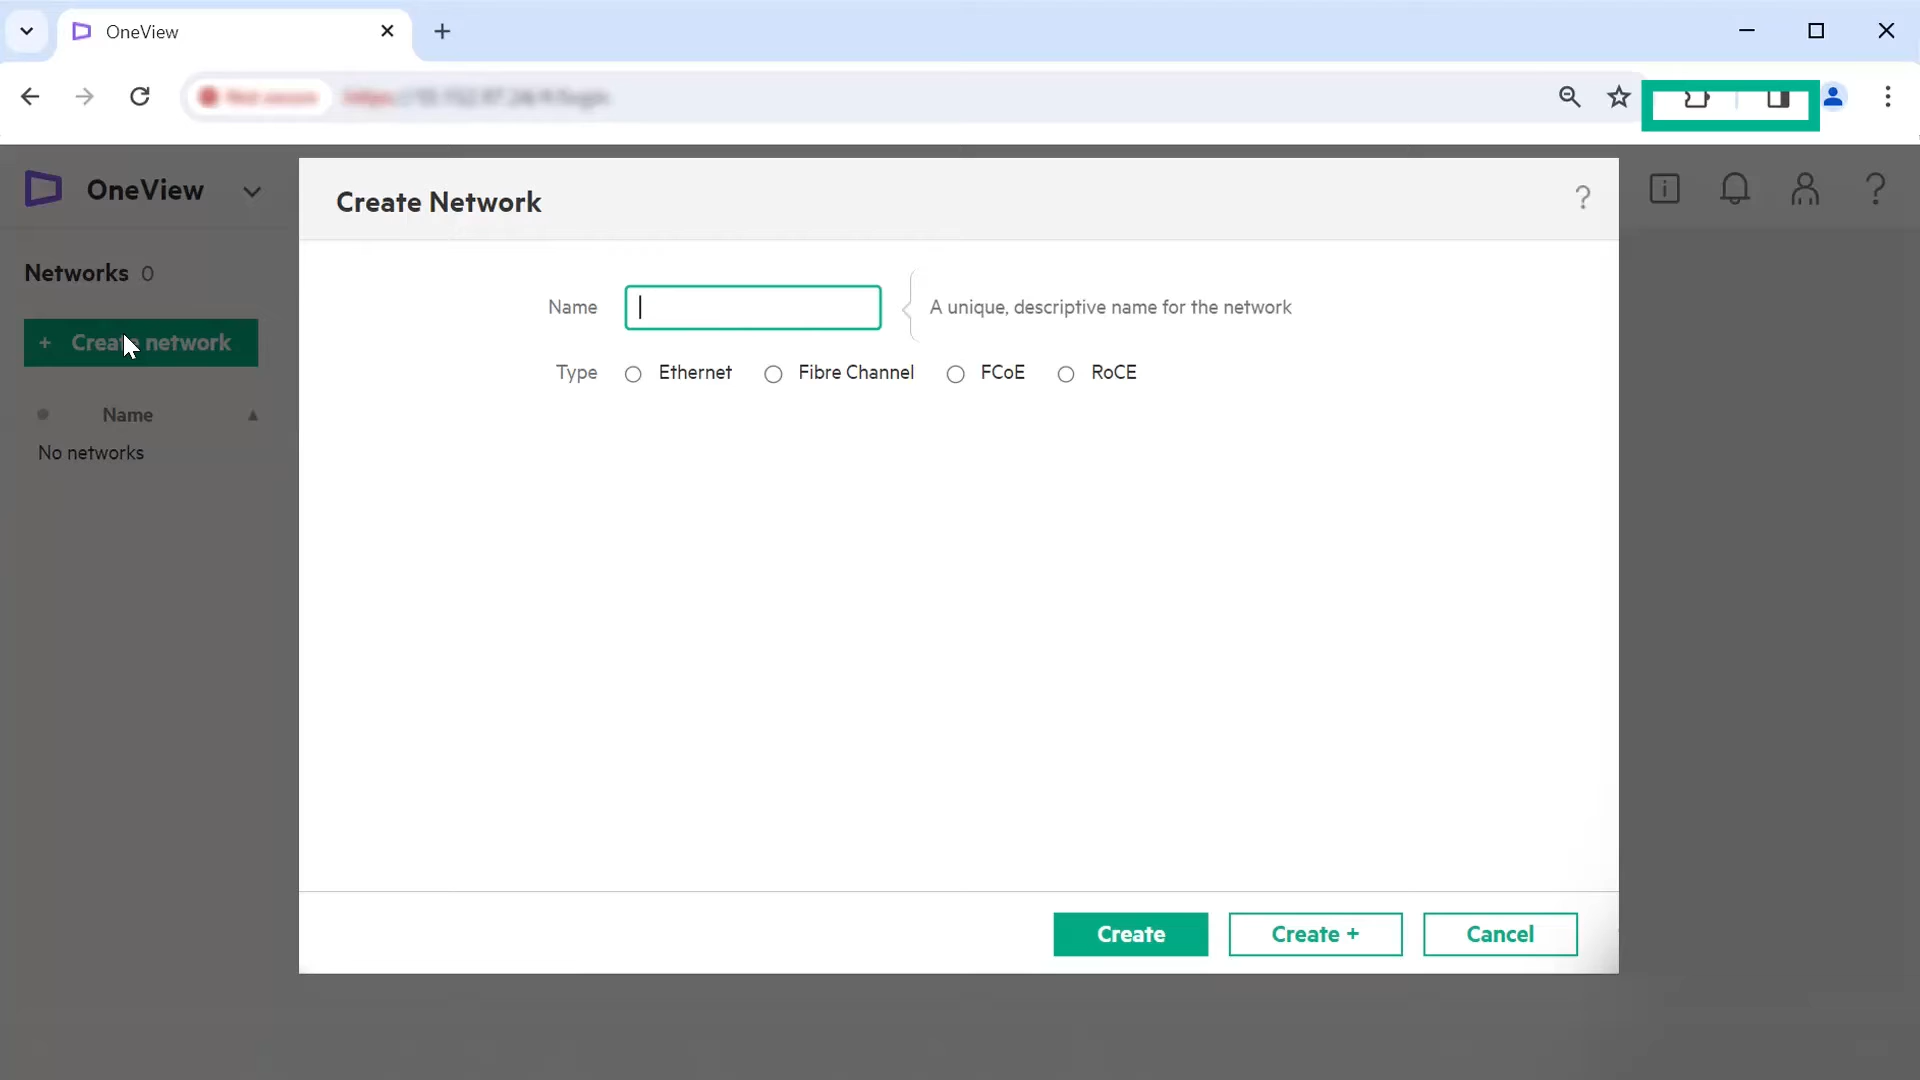 OneView
OneView
Create Network
?
?
Networks 0
Name
A unique, descriptive name for the network
+ Create network
Type Ethernet Fibre Channel FCoE RoCE
Name
No networks
Create Create + Cancel